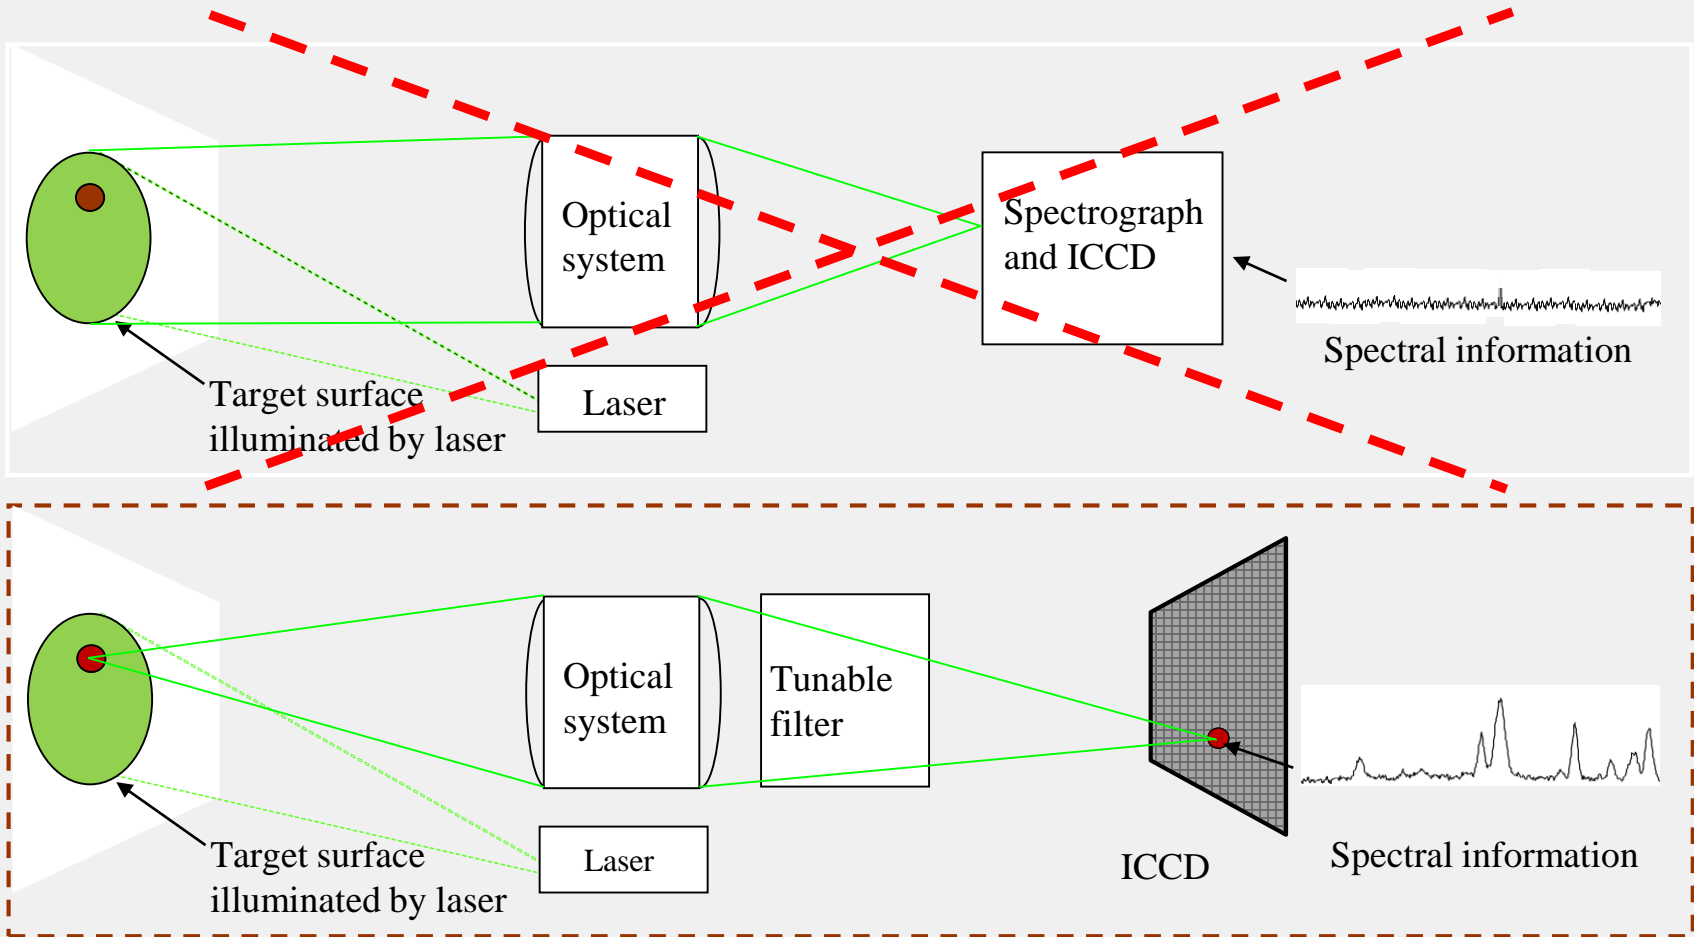 Optical
system
Spectrograph
and ICCD
Spectral information
Target surface
illuminated by laser
Laser
Optical
system
Tunable
filter
Target surface
illuminated by laser
Laser
ICCD
Spectral information